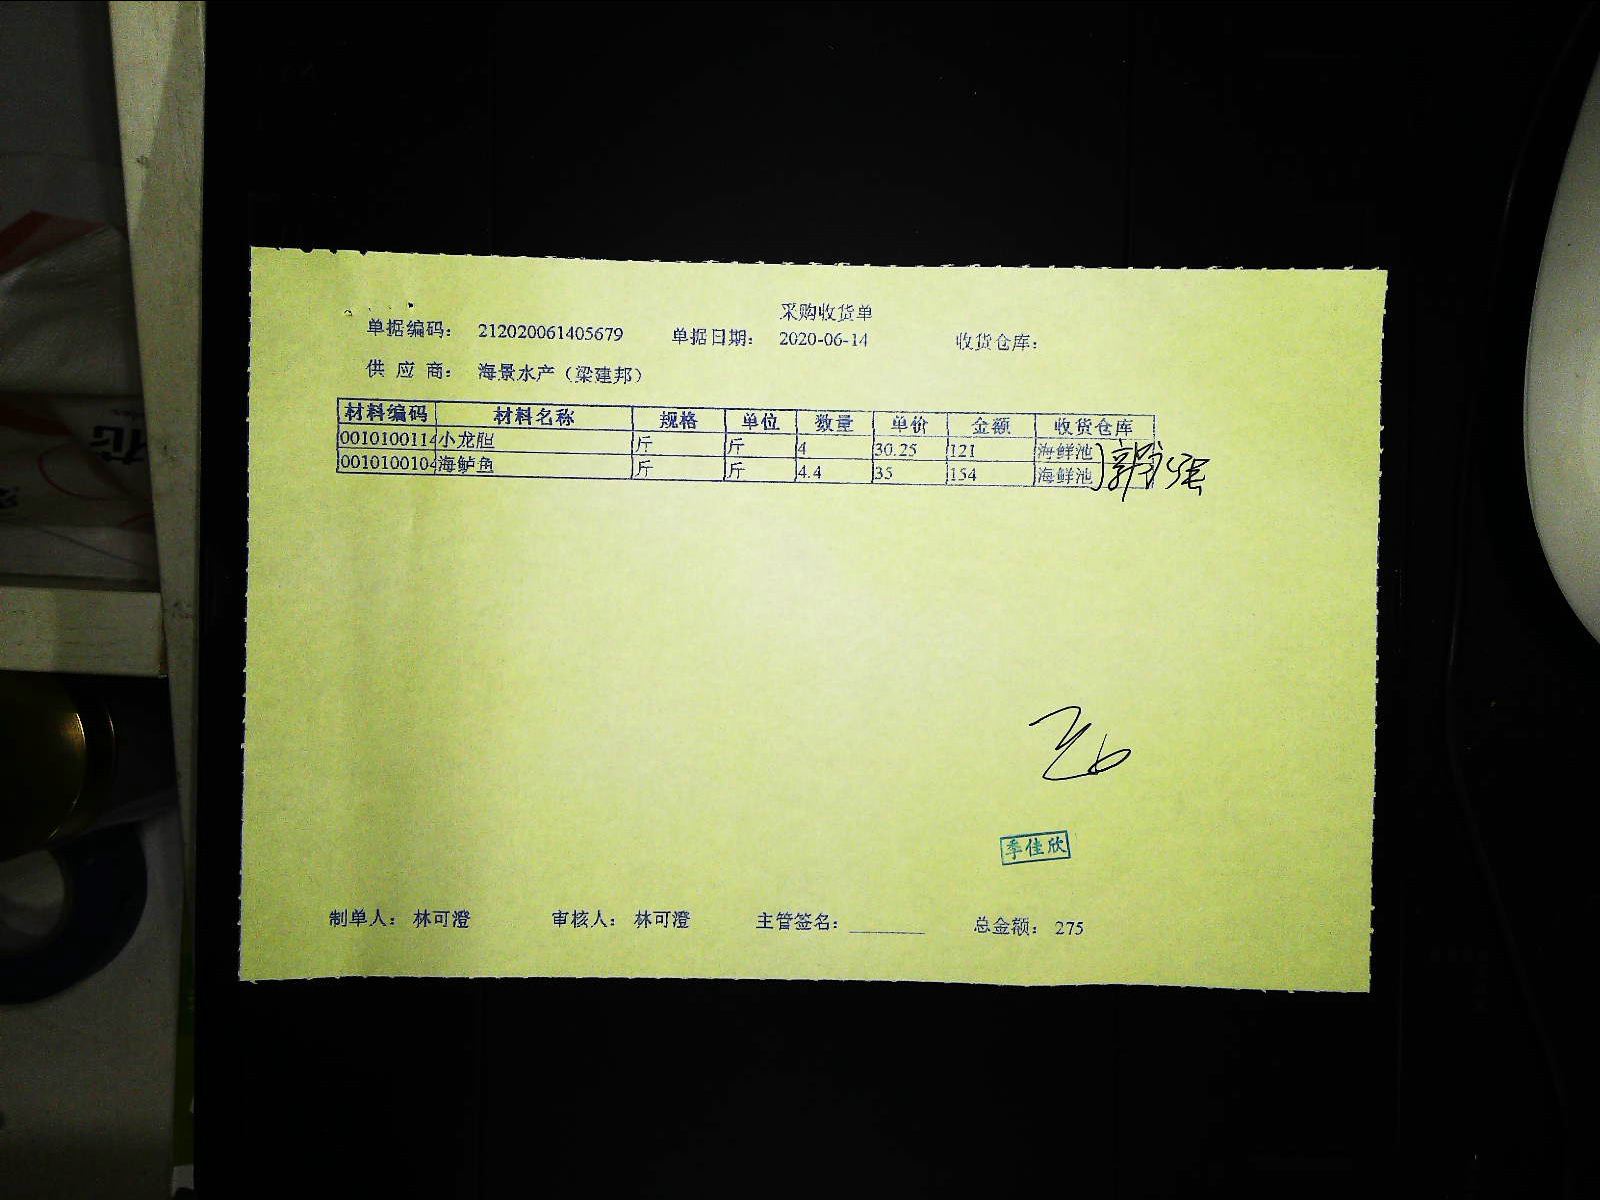 采购收货单
单据编码: 212020061405679 单据日期: 2020-06-14 收货仓库:
供 应 商: 海景水产（梁建邦）
材料编码 材料名称 规格 单位 数量 单价 金额 收货仓库
0010100114 小龙胆 斤 斤 4 30.25 121 海鲜池
0010100104 海鲈鱼 斤 斤 4.4 35 154 海鲜池
季佳欣
制单人: 林可澄 审核人: 林可澄 主管签名: ________ 总金额: 275